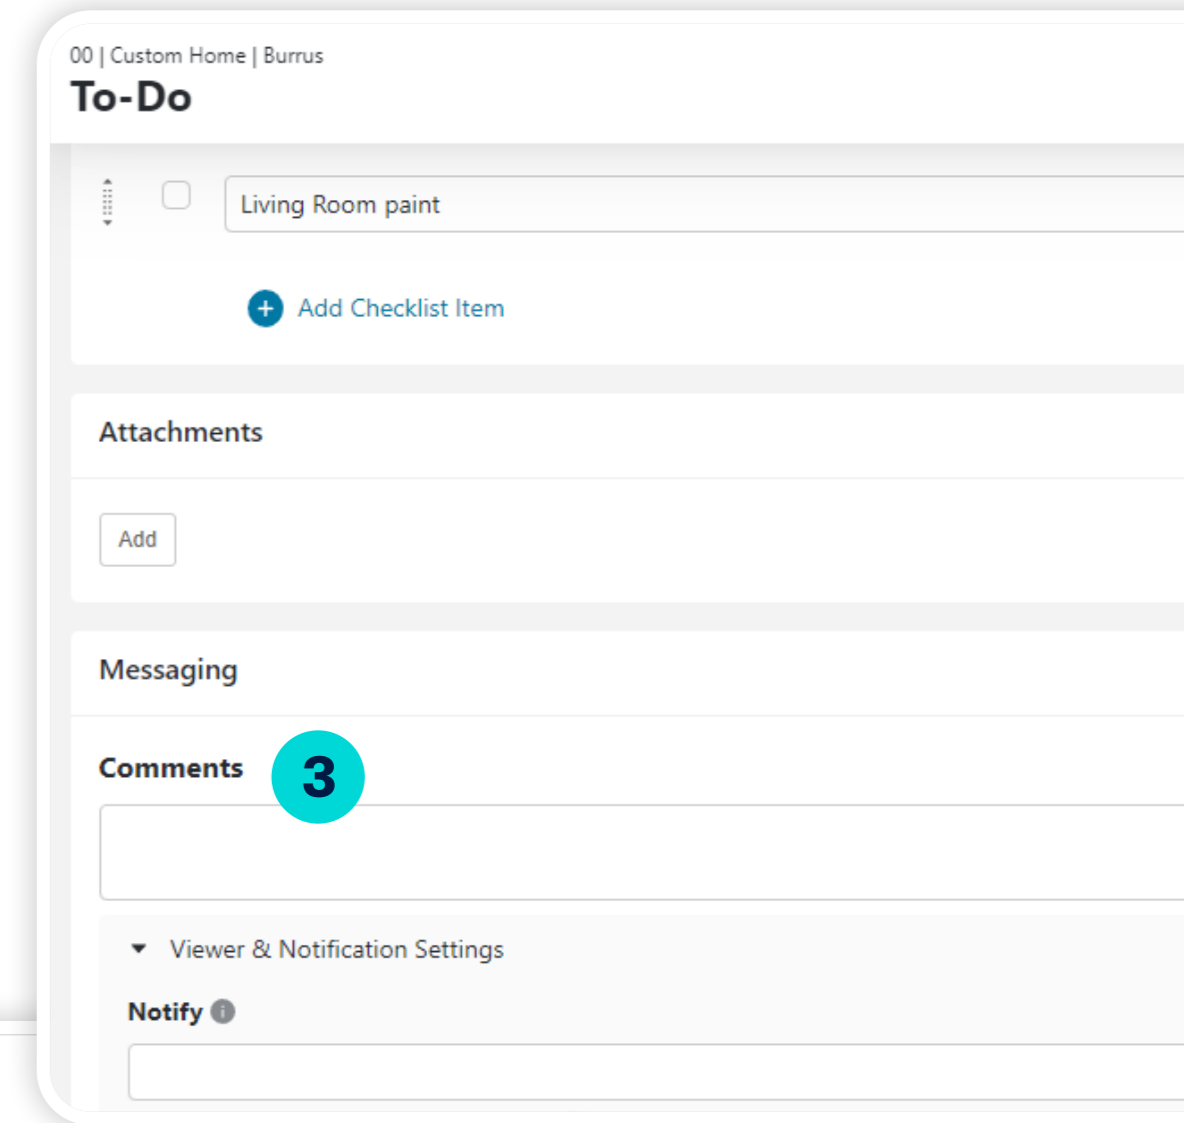 00 | Custom Home | Burrus
To-Do
Living Room paint
+ Add Checklist Item
Attachments
Add
Messaging
Comments 3
Viewer & Notification Settings
Notify i